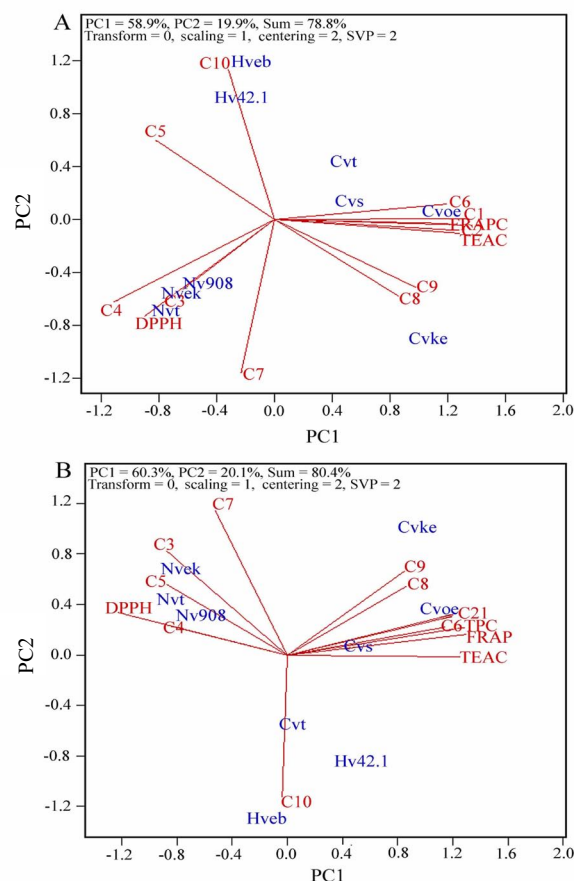 A
PC1 = 58.9%, PC2 = 19.9%, Sum = 78.8%
Transform = 0, scaling = 1, centering = 2, SVP = 2
1.2
C10
Hveb
0.8
Hv42.1
C5
0.4
Cvt
Cvs
C6
Cvoe
C1
0.0
FRAPC
C2
TEAC
PC2
-0.4
Nv908
C9
Nvek
C3
C8
C4
Nvt
DPPH
-0.8
Cvke
C7
-1.2
-1.2 -0.8 -0.4 0.0 0.4 0.8 1.2 1.6 2.0
PC1
B
PC1 = 60.3%, PC2 = 20.1%, Sum = 80.4%
Transform = 0, scaling = 1, centering = 2, SVP = 2
1.2
C7
Cvke
C3
0.8
Nvek
C9
C5
C8
0.4
Nvt
DPPH
Nv908
Cvoe
C21
C4
C6TPC
FRAP
Cvs
0.0
TEAC
PC2
-0.4
Cvt
-0.8
Hv42.1
C10
-1.2
Hveb
-1.2 -0.8 -0.4 0.0 0.4 0.8 1.2 1.6 2.0
PC1